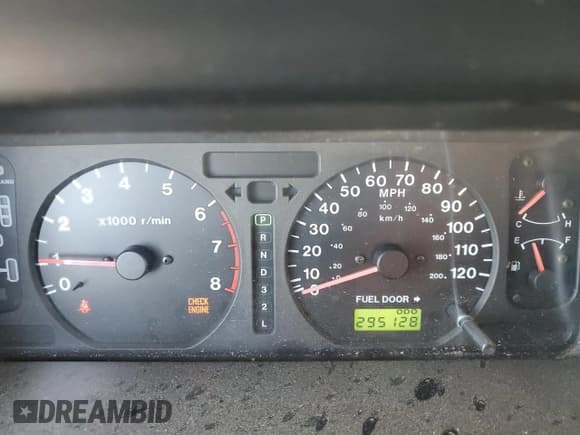 x1000 r/min
0
1
2
3
4
5
6
7
8
CHECK
ENGINE
P
R
N
D
3
2
L
MPH
km/h
0
10
20
30
40
50
60
70
80
90
100
110
120
20
40
60
80
100
120
140
160
180
200
FUEL DOOR
ODO
295128
C H
E F
DREAMBID